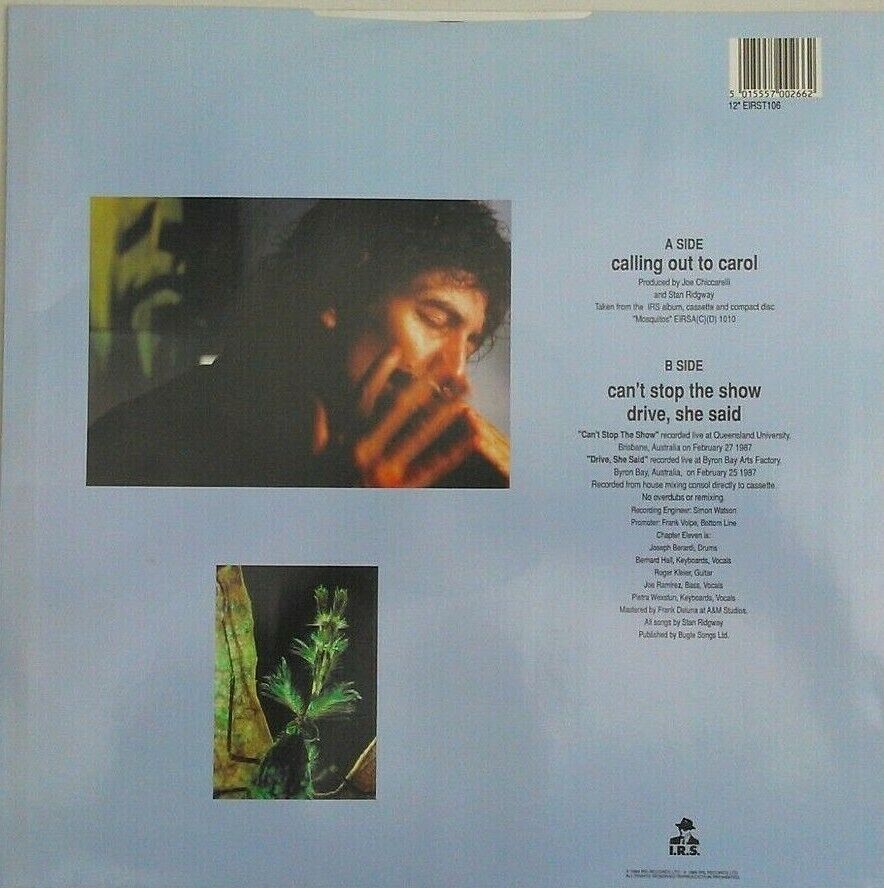 5 015557 002662
12" EIRST106
A SIDE
calling out to carol
Produced by Joe Chiccarelli
and Stan Ridgway
Taken from the IRS album, cassette and compact disc
"Mosquitos" EIRSA(C)(D) 1010
B SIDE
can't stop the show
drive, she said
"Can't Stop The Show" recorded live at Queensland University,
Brisbane, Australia on February 27 1987
"Drive, She Said" recorded live at Byron Bay Arts Factory,
Byron Bay, Australia, on February 25 1987
Recorded from house mixing consol directly to cassette.
No overdubs or remixing.
Recording Engineer: Simon Watson
Promoter: Frank Volpe, Bottom Line
Chapter Eleven is:
Joseph Berardi, Drums
Bernard Hall, Keyboards, Vocals
Roger Kleier, Guitar
Joe Ramirez, Bass, Vocals
Pietra Wexstun, Keyboards, Vocals
Mastered by Frank Deluna at A&M Studios.
All songs by Stan Ridgway
Published by Bugle Songs Ltd.
I.R.S.
ALL RIGHTS RESERVED